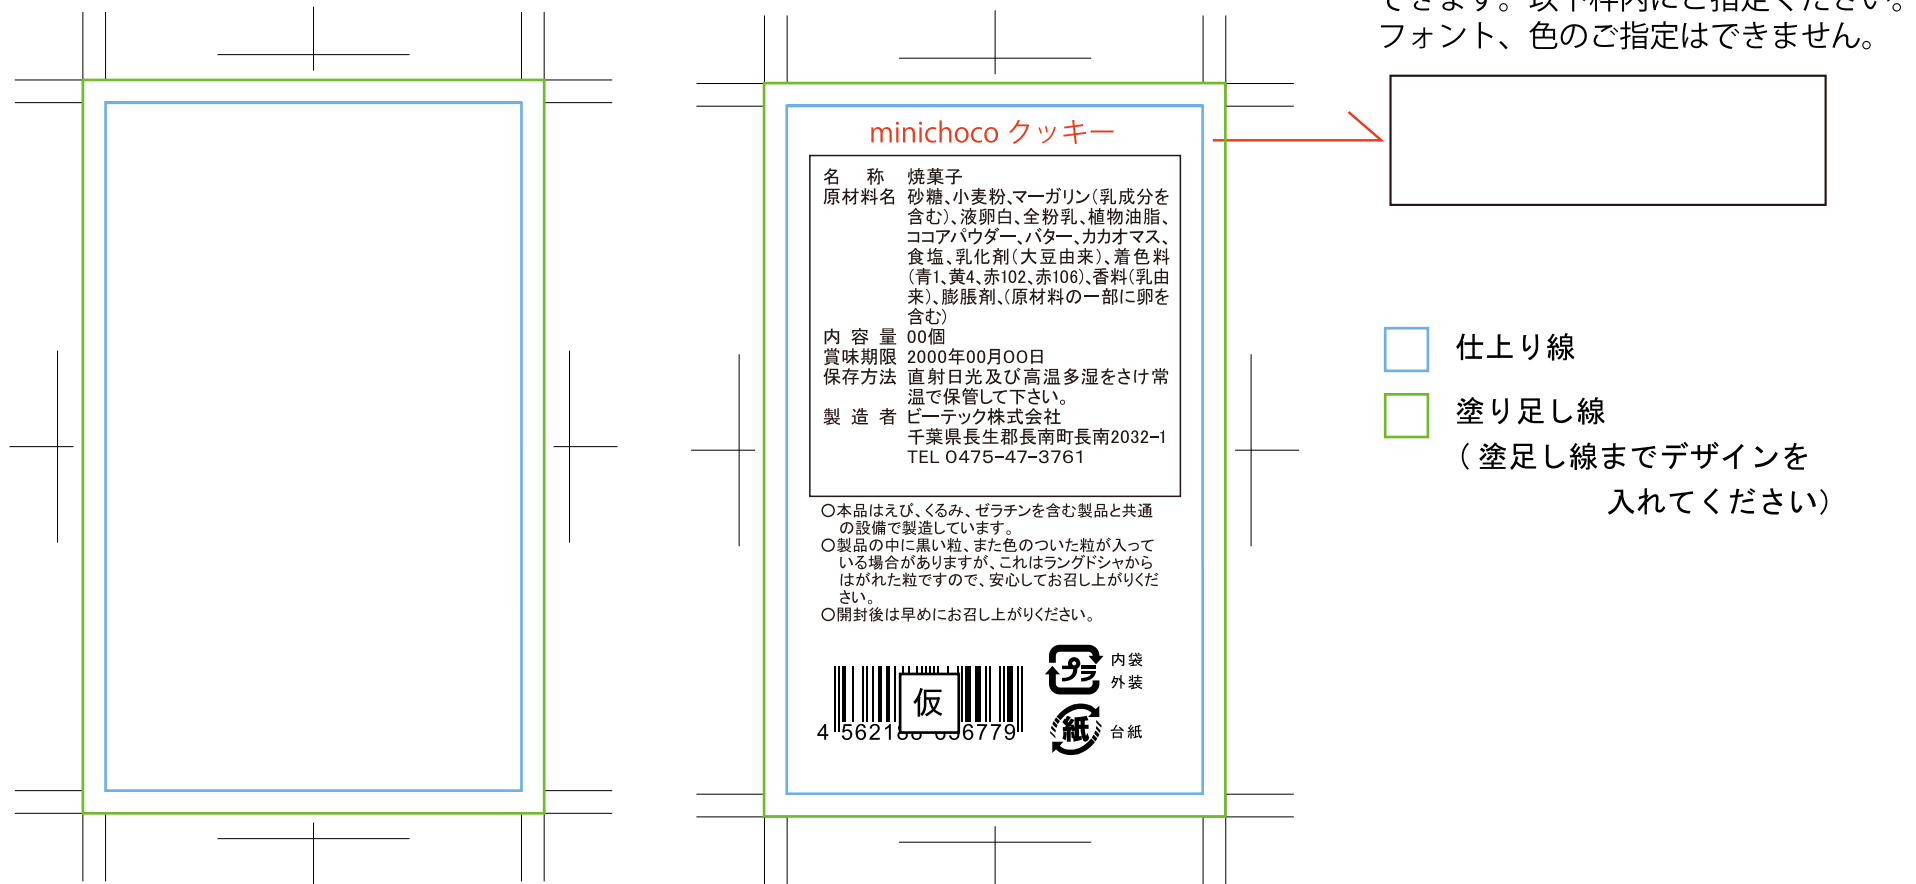 できます。以下枠内にご指定ください。
フォント、色のご指定はできません。
minichoco クッキー
名 称 焼菓子
原材料名 砂糖、小麦粉、マーガリン（乳成分を
含む）、液卵白、全粉乳、植物油脂、
ココアパウダー、バター、カカオマス、
食塩、乳化剤（大豆由来）、着色料
（青1、黄4、赤102、赤106）、香料（乳由
来）、膨脹剤、（原材料の一部に卵を
含む）
内容量 00個
賞味期限 2000年00月OO日
保存方法 直射日光及び高温多湿をさけ常
温で保管して下さい。
製造者 ビーテック株式会社
千葉県長生郡長南町長南2032-1
TEL 0475-47-3761
○本品はえび、くるみ、ゼラチンを含む製品と共通
の設備で製造しています。
○製品の中に黒い粒、また色のついた粒が入って
いる場合がありますが、これはラングドシャから
はがれた粒ですので、安心してお召し上がりくだ
さい。
○開封後は早めにお召し上がりください。
仮
4 562188 6779
プラ 内袋
外装
紙 台紙
仕上り線
塗り足し線
（塗足し線までデザインを
入れてください）